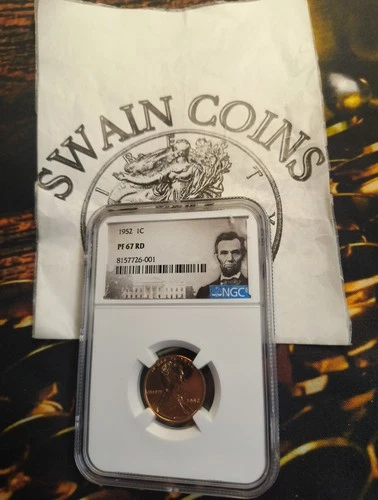 SWAIN COINS
1952 1C
PF 67 RD
8157726-001
NGC